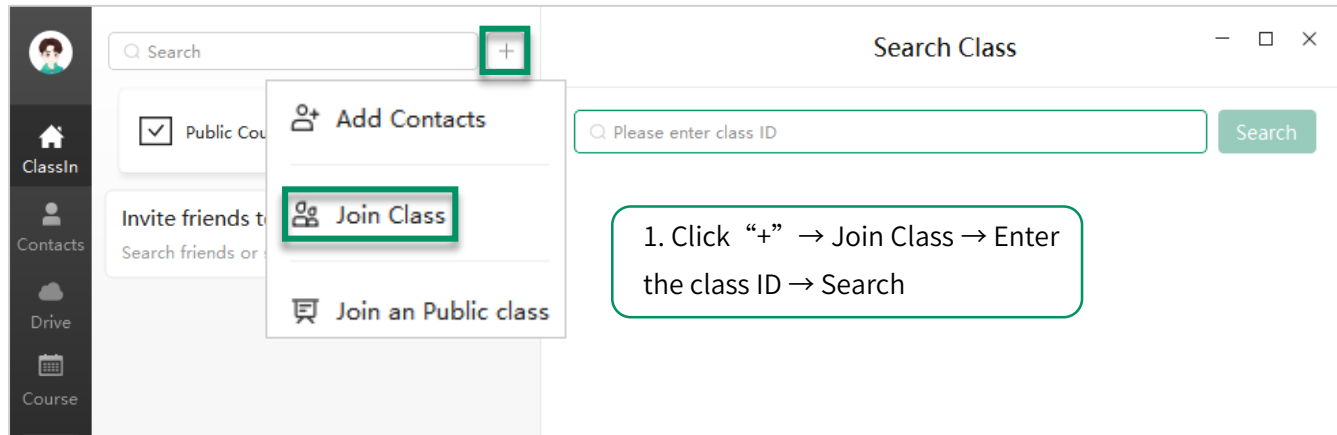 Search
+
Search Class
Add Contacts
Please enter class ID
Search
Public Cou
ClassIn
Join Class
Invite friends t
Search friends or
Contacts
1. Click “+” → Join Class → Enter
the class ID → Search
Join an Public class
Drive
Course